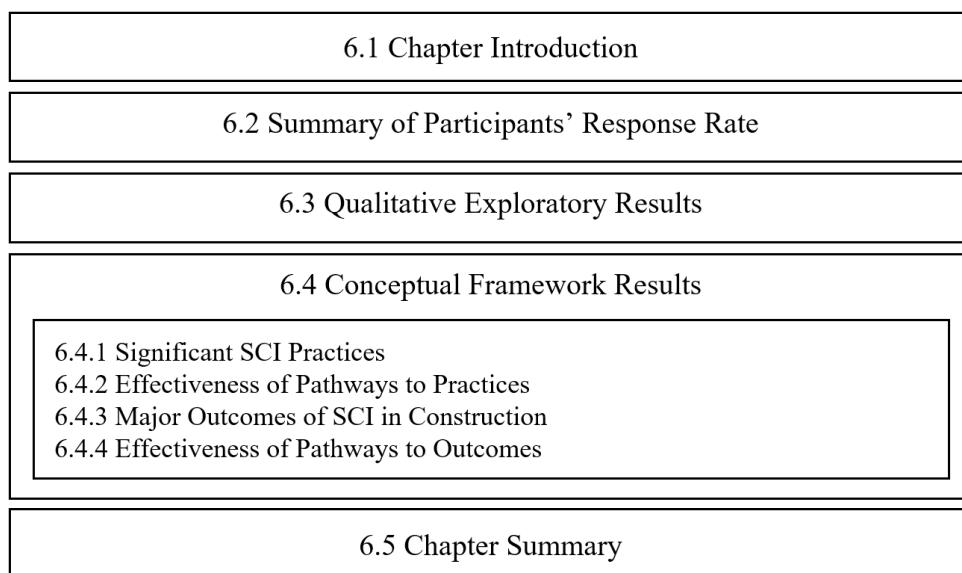 6.1 Chapter Introduction
6.2 Summary of Participants’ Response Rate
6.3 Qualitative Exploratory Results
6.4 Conceptual Framework Results
6.4.1 Significant SCI Practices
6.4.2 Effectiveness of Pathways to Practices
6.4.3 Major Outcomes of SCI in Construction
6.4.4 Effectiveness of Pathways to Outcomes
6.5 Chapter Summary